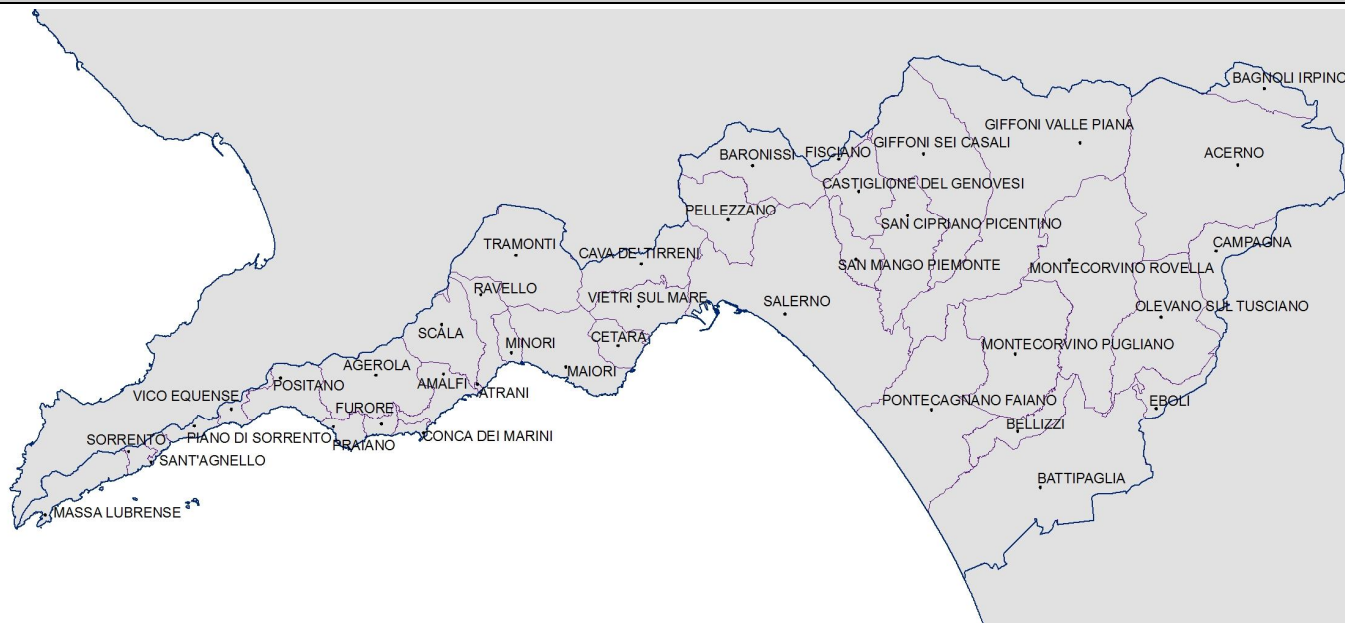 BAGNOLI IRPINO
GIFFONI VALLE PIANA
GIFFONI SEI CASALI
BARONISSI
FISCIANO
ACERNO
CASTIGLIONE DEL GENOVESI
PELLEZZANO
SAN CIPRIANO PICENTINO
TRAMONTI
CAVA DE' TIRRENI
CAMPAGNA
SAN MANGO PIEMONTE
MONTECORVINO ROVELLA
RAVELLO
VIETRI SUL MARE
SALERNO
OLEVANO SUL TUSCIANO
SCALA
CETARA
MINORI
MONTECORVINO PUGLIANO
AGEROLA
MAIORI
POSITANO
AMALFI
ATRANI
VICO EQUENSE
PONTECAGNANO FAIANO
EBOLI
FURORE
BELLIZZI
SORRENTO
PIANO DI SORRENTO
PRAIANO
CONCA DEI MARINI
SANT'AGNELLO
BATTIPAGLIA
MASSA LUBRENSE